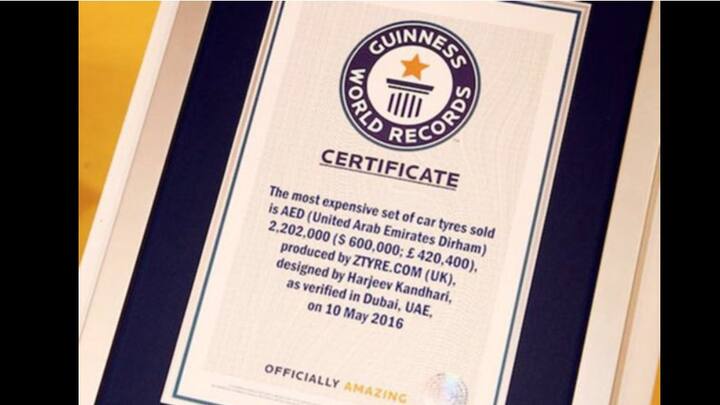 GUINNESS
WORLD RECORDS
CERTIFICATE
The most expensive set of car tyres sold
is AED (United Arab Emirates Dirham)
2,202,000 ($ 600,000; £ 420,400),
produced by ZTYRE.COM (UK),
designed by Harjeev Kandhari,
as verified in Dubai, UAE,
on 10 May 2016
OFFICIALLY AMAZING